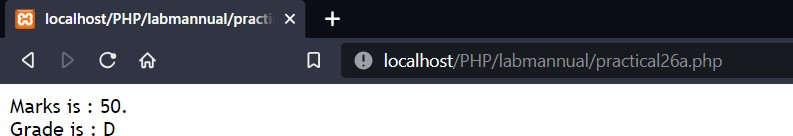 localhost/PHP/labmannual/practi
localhost/PHP/labmannual/practical26a.php
Marks is : 50.
Grade is : D